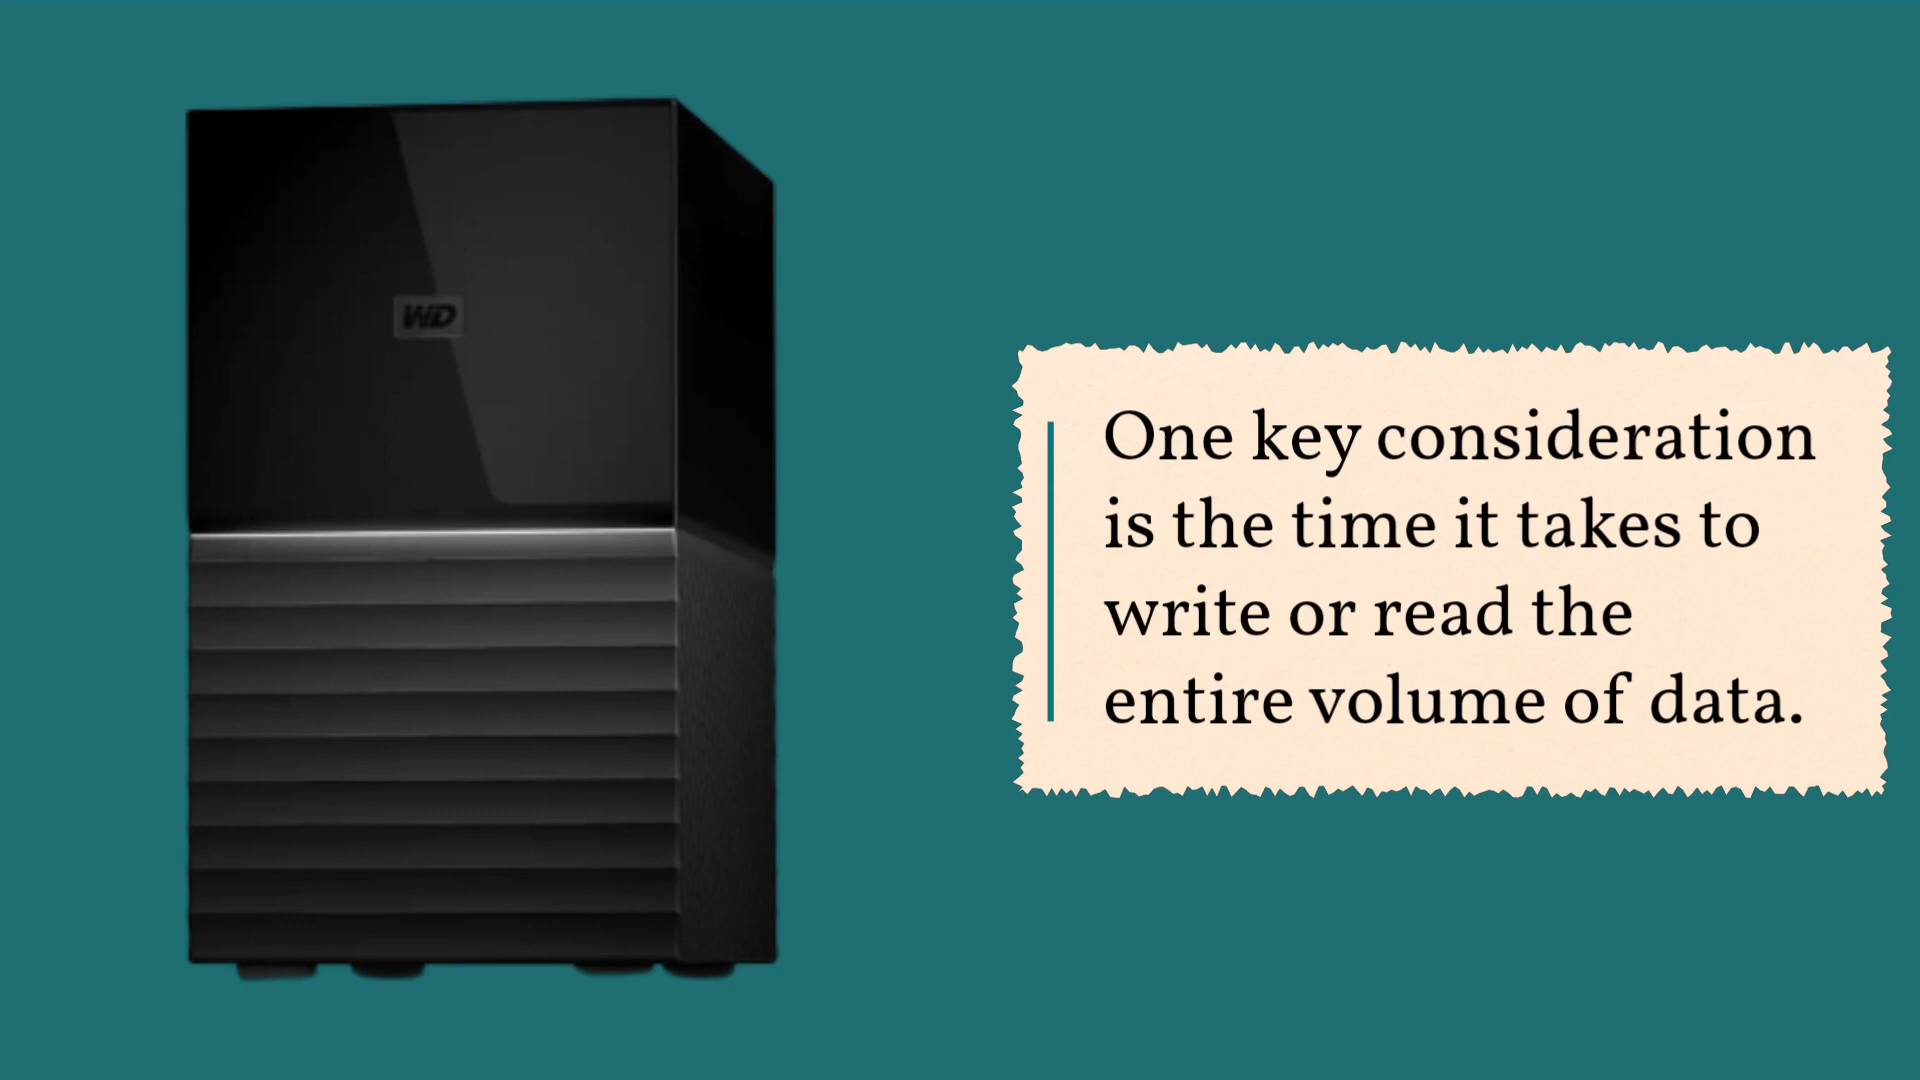 WD
One key consideration
is the time it takes to
write or read the
entire volume of data.